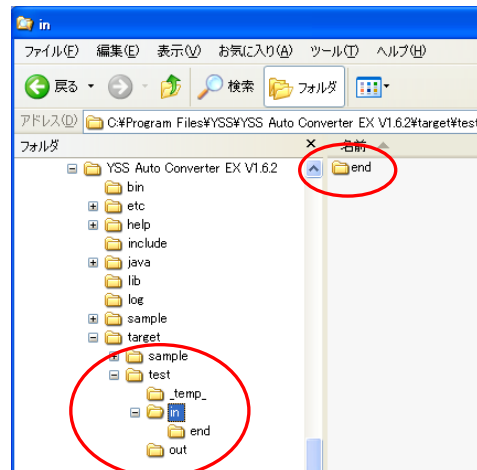 in
ファイル(F) 編集(E) 表示(V) お気に入り(A) ツール(T) ヘルプ(H)
戻る 検索 フォルダ
アドレス(D) C:¥Program Files¥YSS¥YSS Auto Converter EX V1.6.2¥target¥test
フォルダ × 名前
YSS Auto Converter EX V1.6.2 end
bin
etc
help
include
java
lib
log
sample
target
sample
test
_temp_
in
end
out